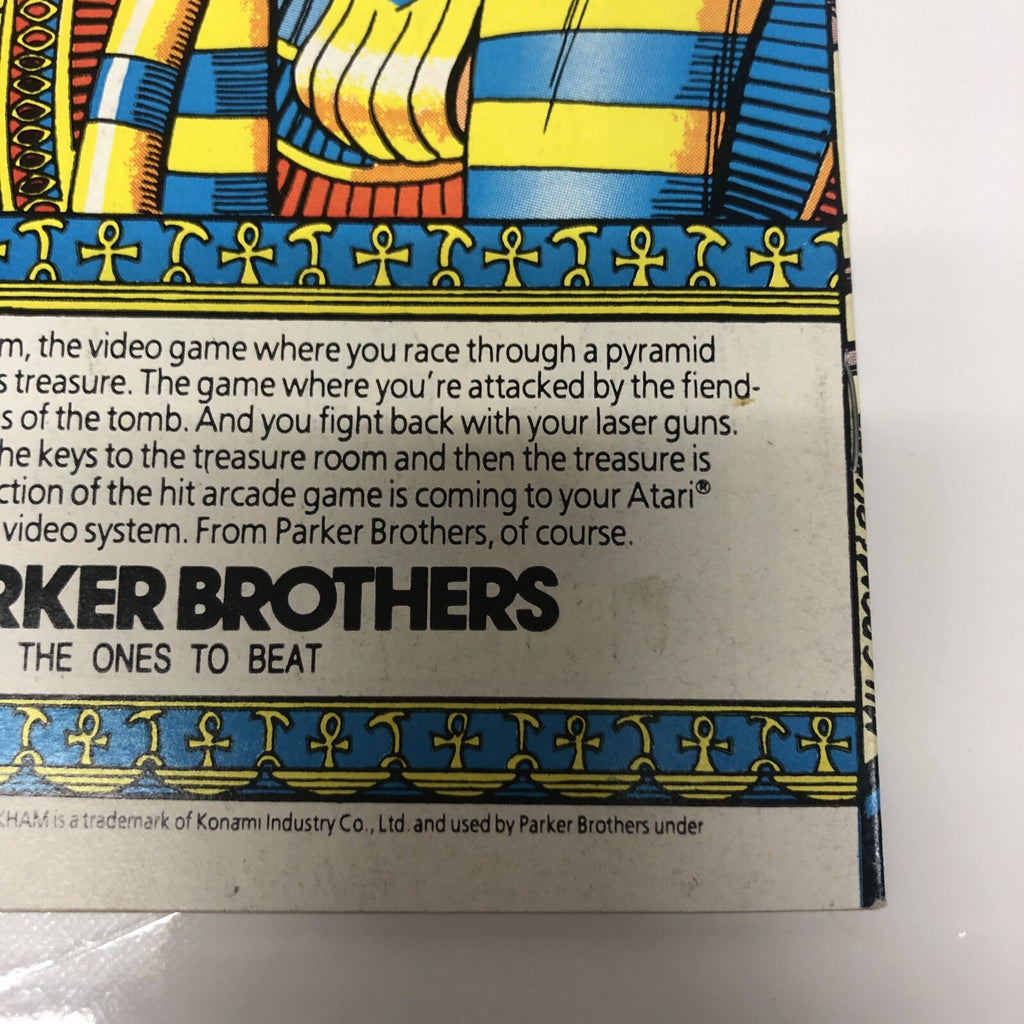 m, the video game where you race through a pyramid
s treasure. The game where you're attacked by the fiend-
s of the tomb. And you fight back with your laser guns.
he keys to the treasure room and then the treasure is
ction of the hit arcade game is coming to your Atari®
video system. From Parker Brothers, of course.
RKER BROTHERS
THE ONES TO BEAT
KHAM is a trademark of Konami Industry Co., Ltd. and used by Parker Brothers under